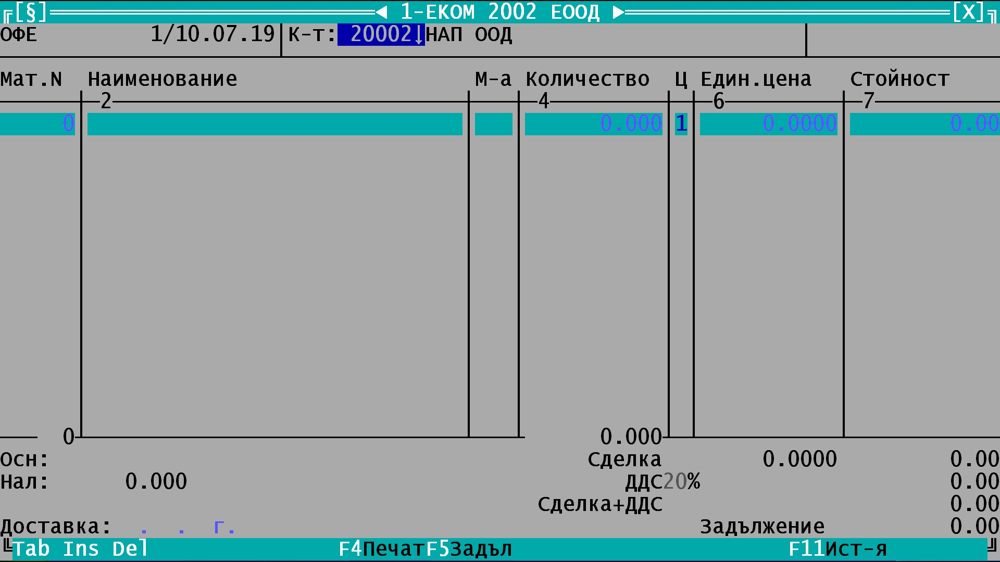 [§] ◄ 1-ЕКОМ 2002 ЕООД ► [X]
ОФЕ 1/10.07.19 К-т: 20002↓НАП ООД
Мат.N Наименование М-а Количество Ц Един.цена Стойност
2 4 6 7
0 0.000 1 0.0000 0.00
0 0.000
Осн: Сделка 0.0000 0.00
Нал: 0.000 ДДС20% 0.00
Сделка+ДДС 0.00
Доставка: . . г. Задължение 0.00
Tab Ins Del F4ПечатF5Задъл F11Ист-я